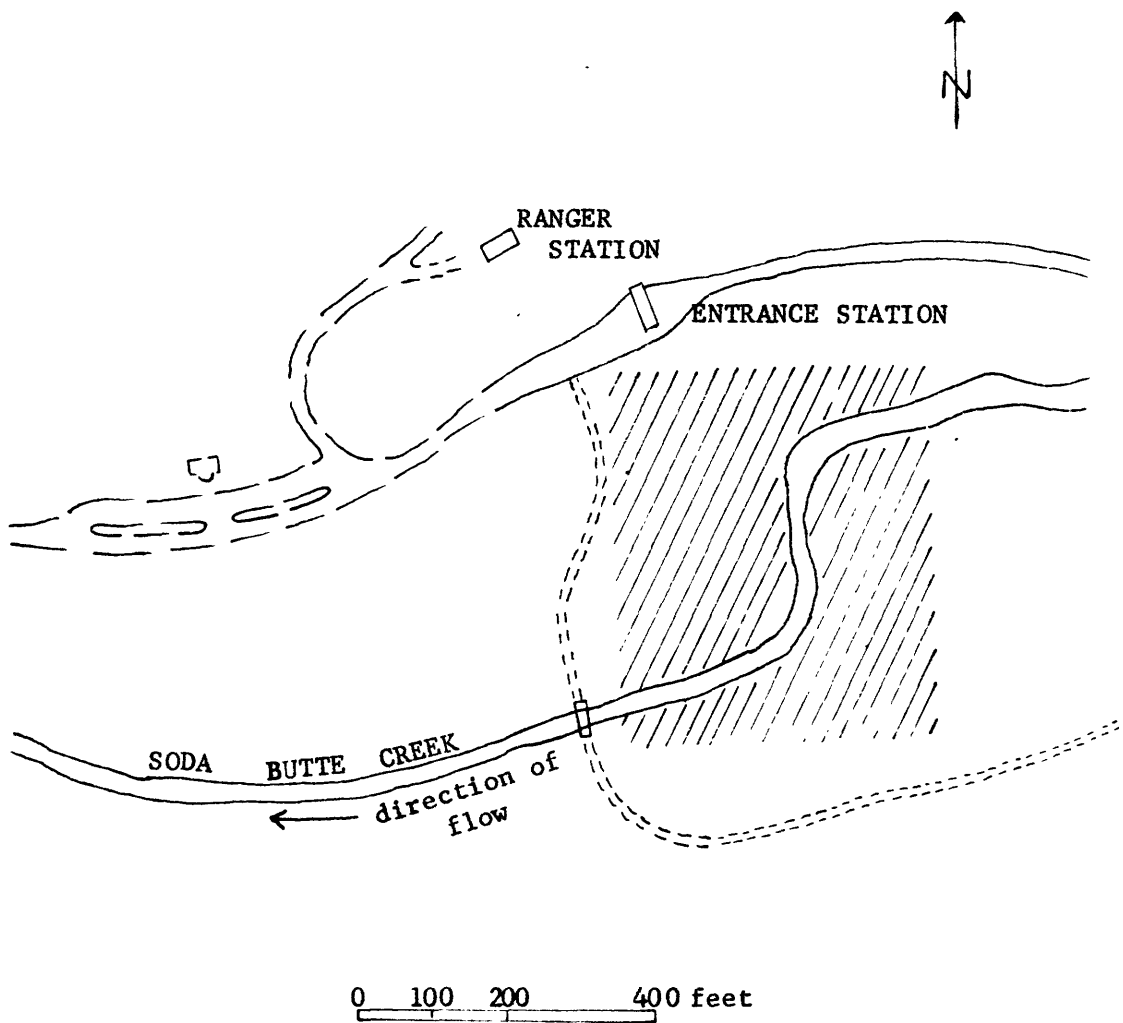 N
RANGER
STATION
ENTRANCE STATION
SODA BUTTE CREEK
direction of
flow
0 100 200 400 feet